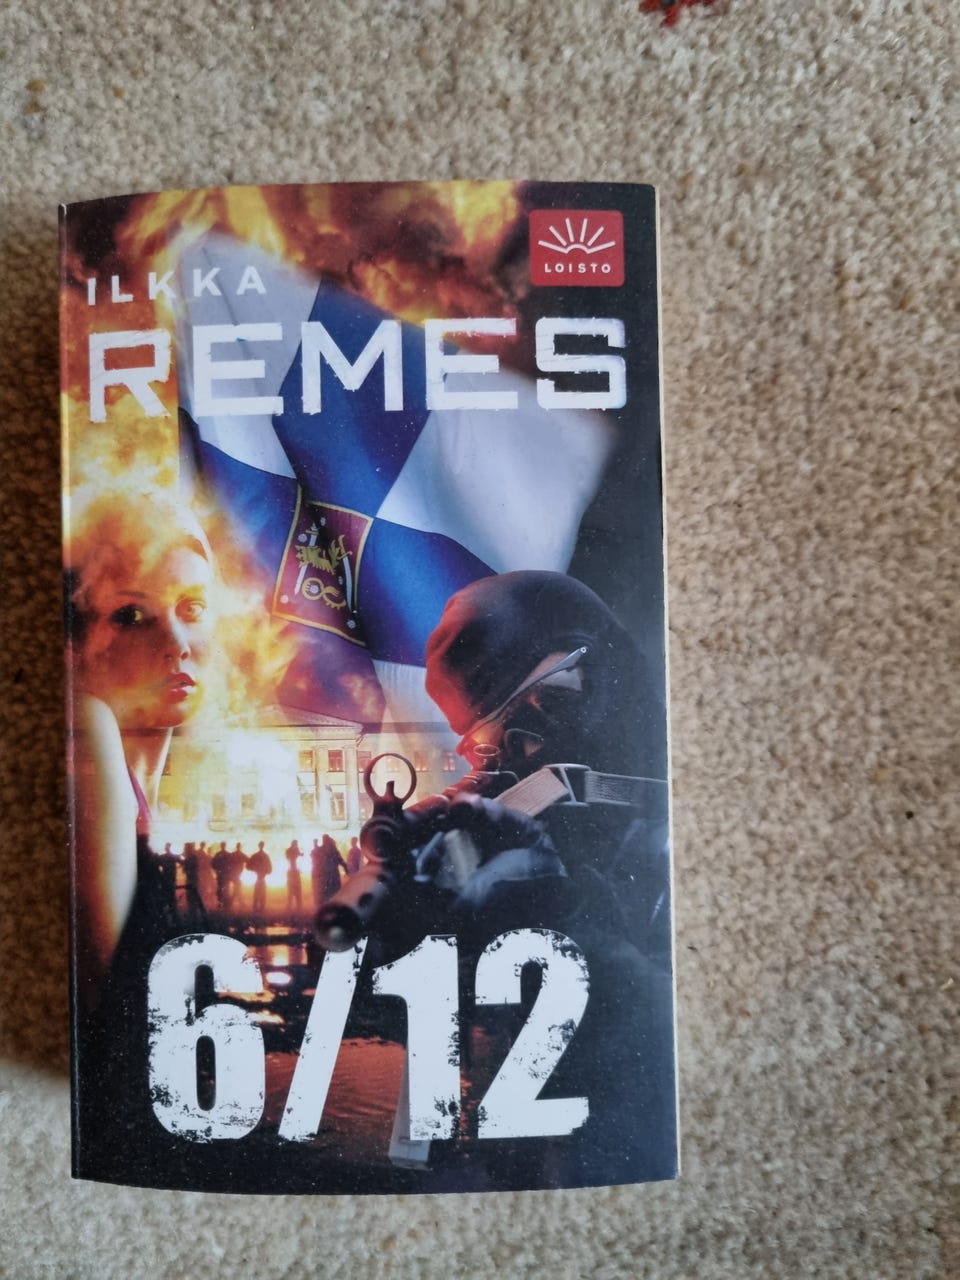 LOISTO
ILKKA
REMES
6/12